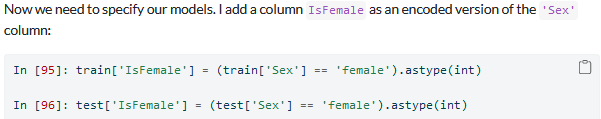 Now we need to specify our models. I add a column IsFemale as an encoded version of the 'Sex'
column:
In [95]: train['IsFemale'] = (train['Sex'] == 'female').astype(int)
In [96]: test['IsFemale'] = (test['Sex'] == 'female').astype(int)